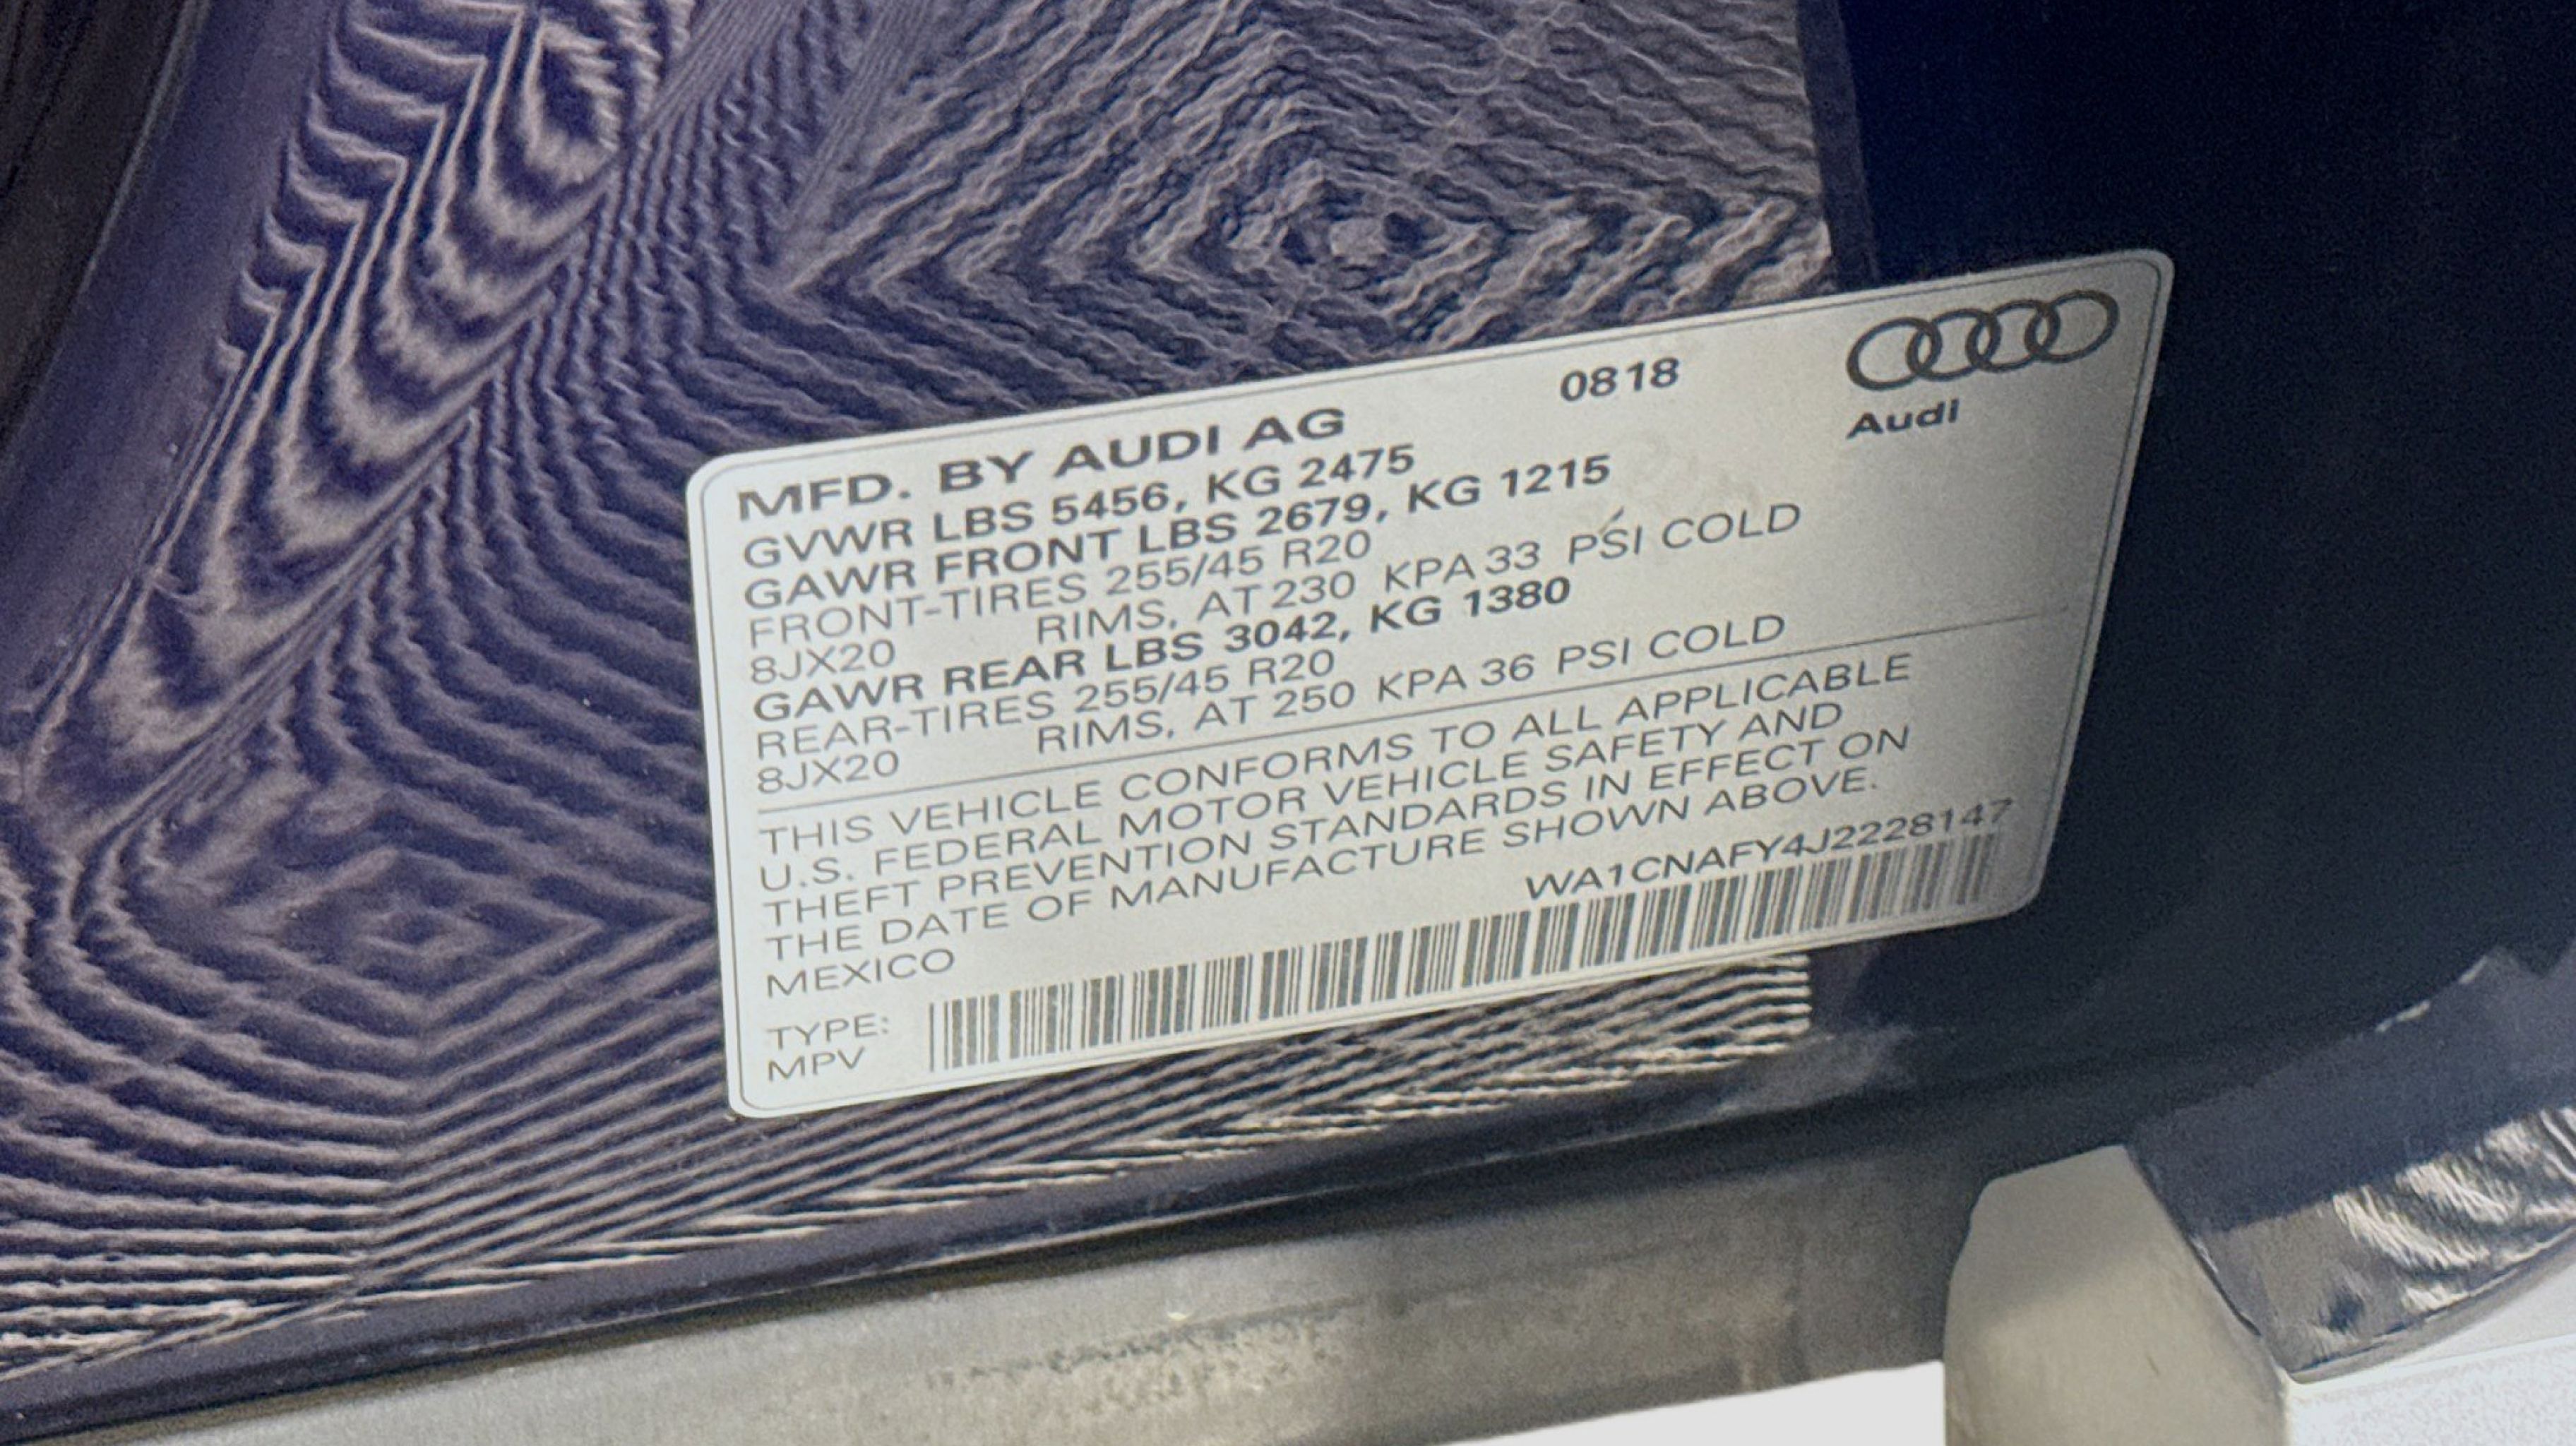 0818
Audi
MFD. BY AUDI AG
GVWR LBS 5456, KG 2475
GAWR FRONT LBS 2679, KG 1215
FRONT-TIRES 255/45 R20
8JX20 RIMS, AT 230 KPA 33 PSI COLD
GAWR REAR LBS 3042, KG 1380
REAR-TIRES 255/45 R20
8JX20 RIMS, AT 250 KPA 36 PSI COLD
THIS VEHICLE CONFORMS TO ALL APPLICABLE
U.S. FEDERAL MOTOR VEHICLE SAFETY AND
THEFT PREVENTION STANDARDS IN EFFECT ON
THE DATE OF MANUFACTURE SHOWN ABOVE.
MEXICO
WA1CNAFY4J2228147
TYPE:
MPV